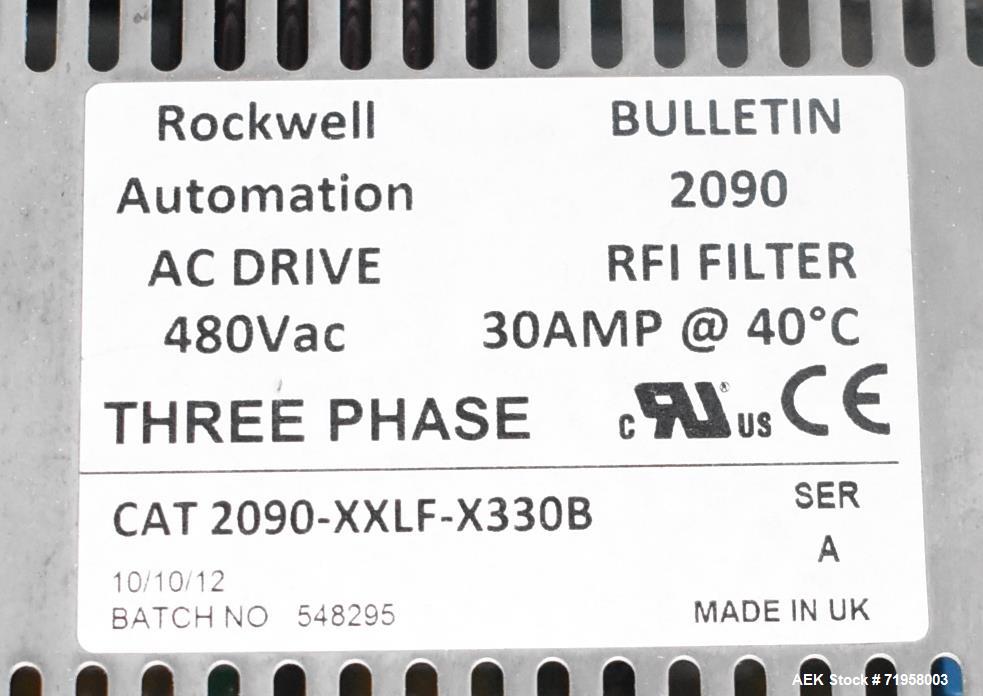 Rockwell BULLETIN
Automation 2090
AC DRIVE RFI FILTER
480Vac 30AMP @ 40°C
THREE PHASE c RU® US CE
CAT 2090-XXLF-X330B SER
A
10/10/12
BATCH NO 548295 MADE IN UK
AEK Stock # 71958003